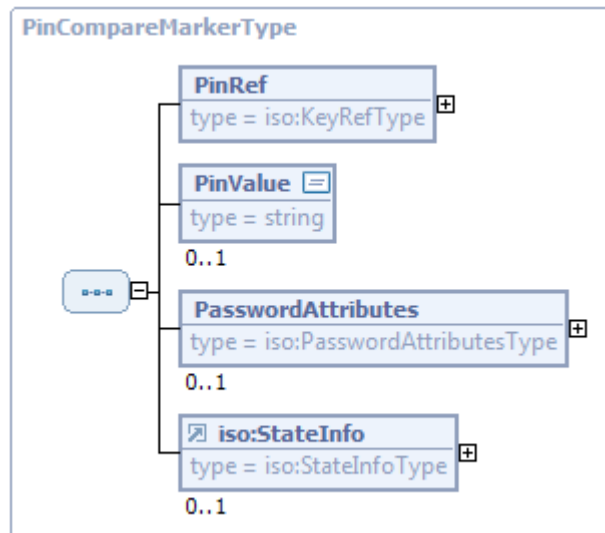 PinCompareMarkerType
PinRef
type = iso:KeyRefType
PinValue
type = string
0..1
PasswordAttributes
type = iso:PasswordAttributesType
0..1
iso:StateInfo
type = iso:StateInfoType
0..1